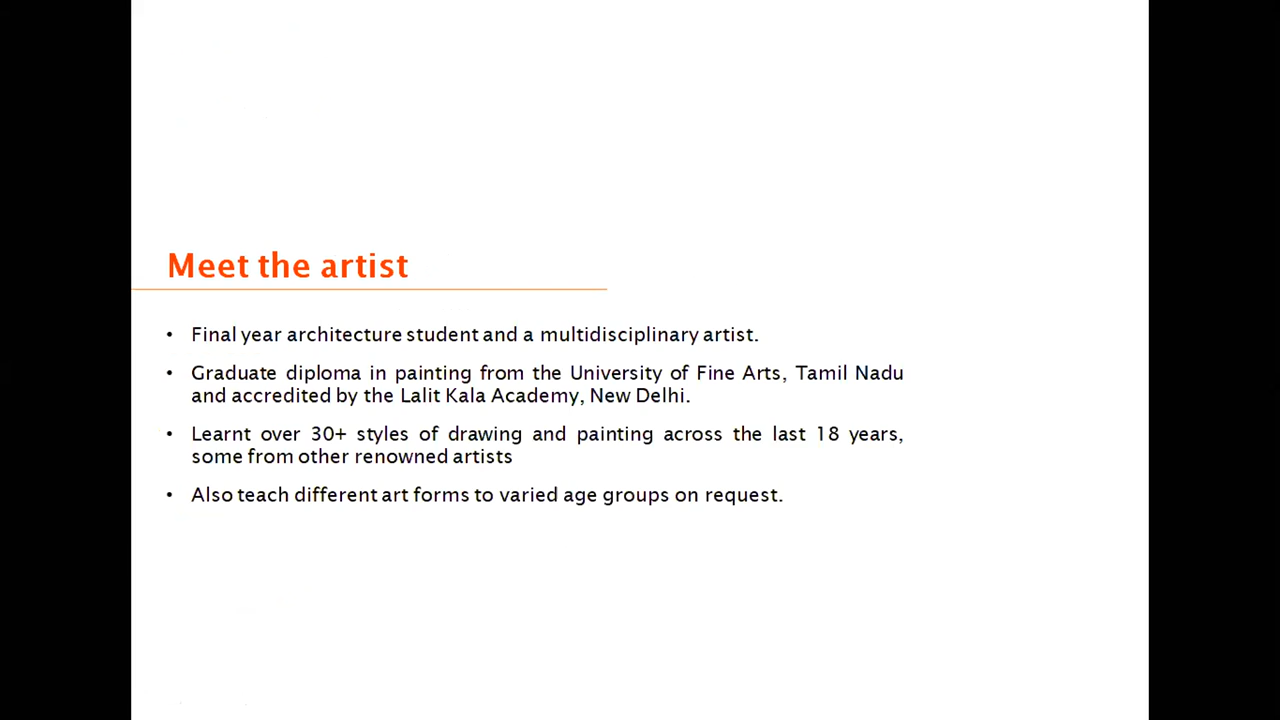 Meet the artist
• Final year architecture student and a multidisciplinary artist.
• Graduate diploma in painting from the University of Fine Arts, Tamil Nadu
and accredited by the Lalit Kala Academy, New Delhi.
• Learnt over 30+ styles of drawing and painting across the last 18 years,
some from other renowned artists
• Also teach different art forms to varied age groups on request.